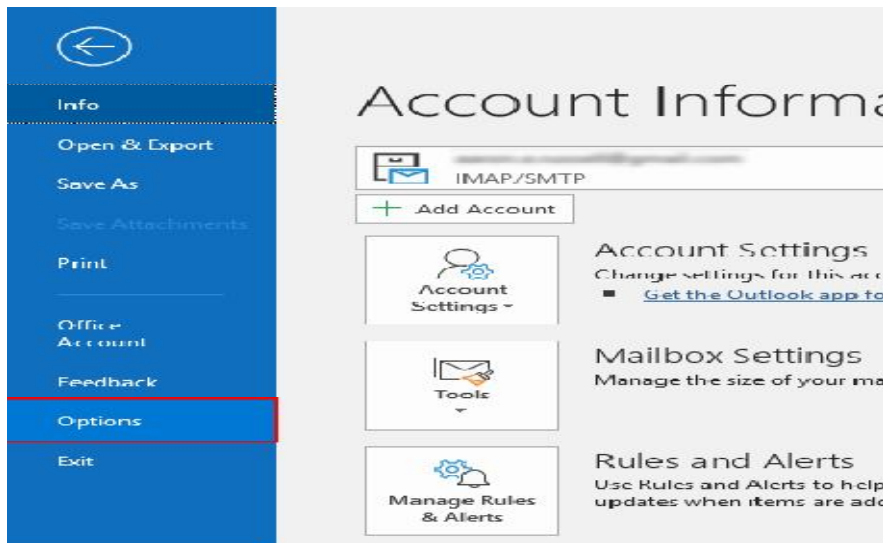 Info
Open & Export
Save As
Save Attachments
Print
Office
Account
Feedback
Options
Exit
Account Informa
IMAP/SMTP
Add Account
Account
Settings
Account Settings
Change settings for this acc
Get the Outlook app fo
Tools
Mailbox Settings
Manage the size of your ma
Manage Rules
& Alerts
Rules and Alerts
Use Rules and Alerts to help
updates when items are add